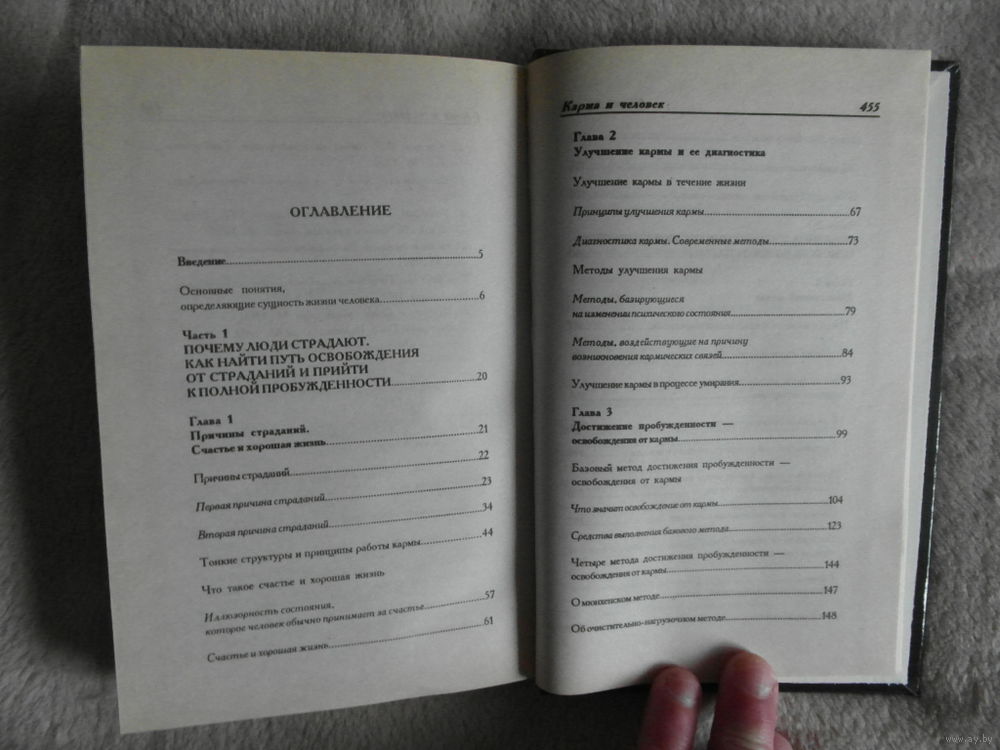 ОГЛАВЛЕНИЕ
Введение 5
Основные понятия,
определяющие сущность жизни человека 6
Часть 1
ПОЧЕМУ ЛЮДИ СТРАДАЮТ.
КАК НАЙТИ ПУТЬ ОСВОБОЖДЕНИЯ
ОТ СТРАДАНИЙ И ПРИЙТИ
К ПОЛНОЙ ПРОБУЖДЕННОСТИ 20
Глава 1
Причины страданий.
Счастье и хорошая жизнь 21
Причины страданий 22
Первая причина страданий 23
Вторая причина страданий 34
Тонкие структуры и принципы работы кармы 44
Что такое счастье и хорошая жизнь
Иллюзорность состояния,
которое человек обычно принимает за счастье 57
Счастье и хорошая жизнь 61
Карма и человек 455
Глава 2
Улучшение кармы и ее диагностика
Улучшение кармы в течение жизни
Принципы улучшения кармы 67
Диагностика кармы. Современные методы 73
Методы улучшения кармы
Методы, базирующиеся
на изменении психического состояния 79
Методы, воздействующие на причину
возникновения кармических связей 84
Улучшение кармы в процессе умирания 93
Глава 3
Достижение пробужденности —
освобождения от кармы 99
Базовый метод достижения пробужденности —
освобождения от кармы
Что значит освобождение от кармы 104
Средства выполнения базового метода 123
Четыре метода достижения пробужденности —
освобождения от кармы 144
О мюнхенском методе 147
Об очистительно-нагрузочном методе 148
www.ay.by